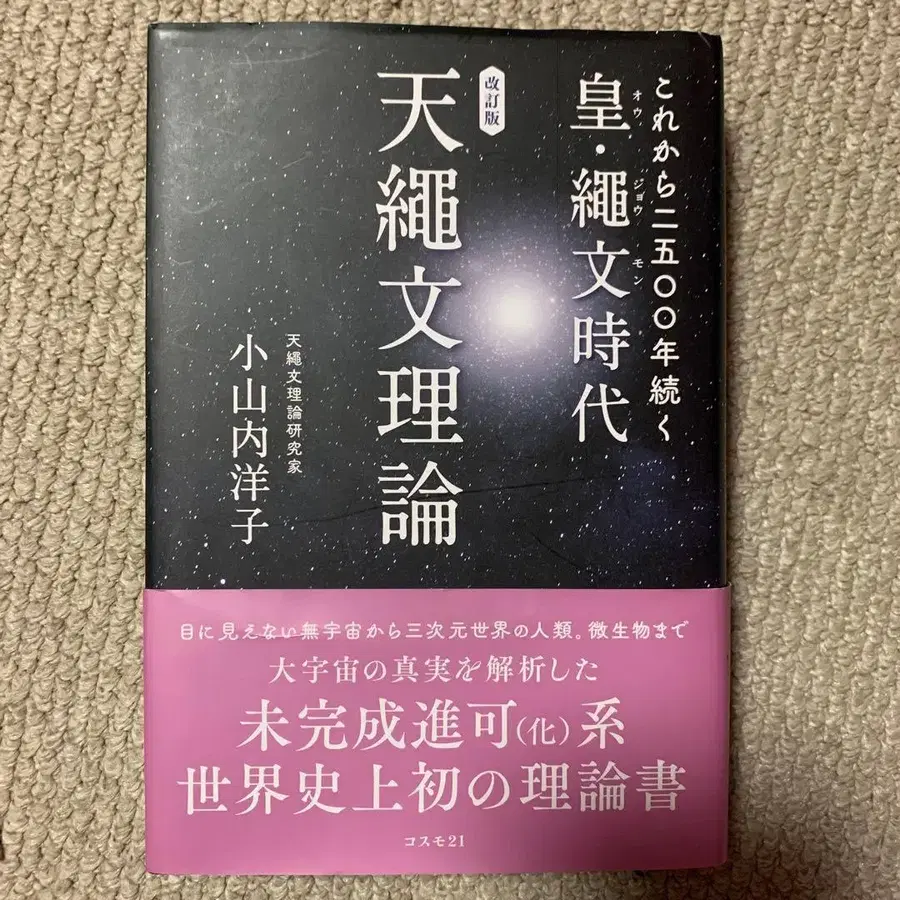 これから二五〇〇年続く
皇・繩文時代
オウ ジョウ モン
改訂版
天繩文理論
天繩文理論研究家
小山内洋子
目に見えない無宇宙から三次元世界の人類。微生物まで
大宇宙の真実を解析した
未完成進可(化)系
世界史上初の理論書
コスモ21